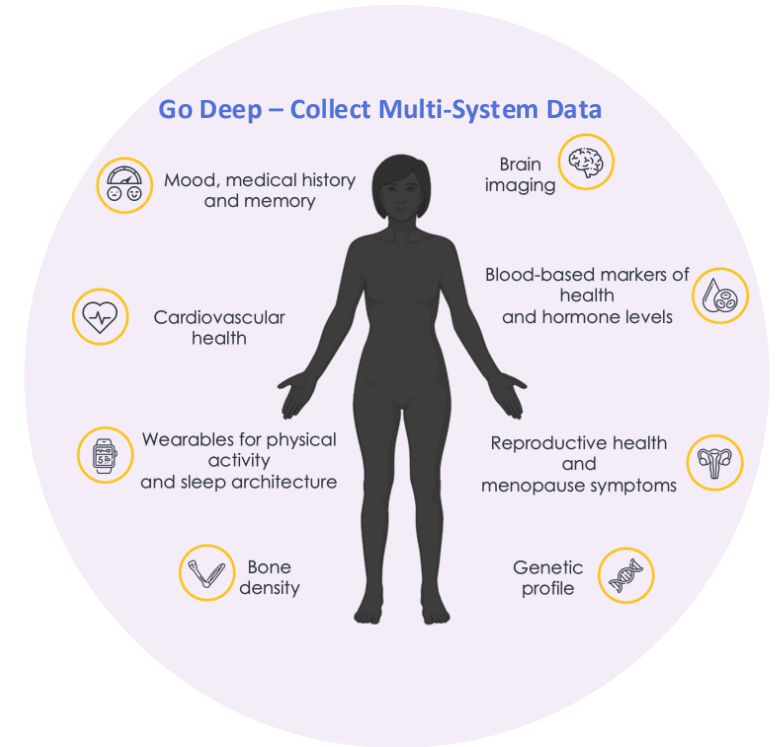 Go Deep – Collect Multi-System Data
Mood, medical history
and memory
Brain
imaging
Cardiovascular
health
Blood-based markers of
health
and hormone levels
Wearables for physical
activity
and sleep architecture
Reproductive health
and
menopause symptoms
Bone
density
Genetic
profile